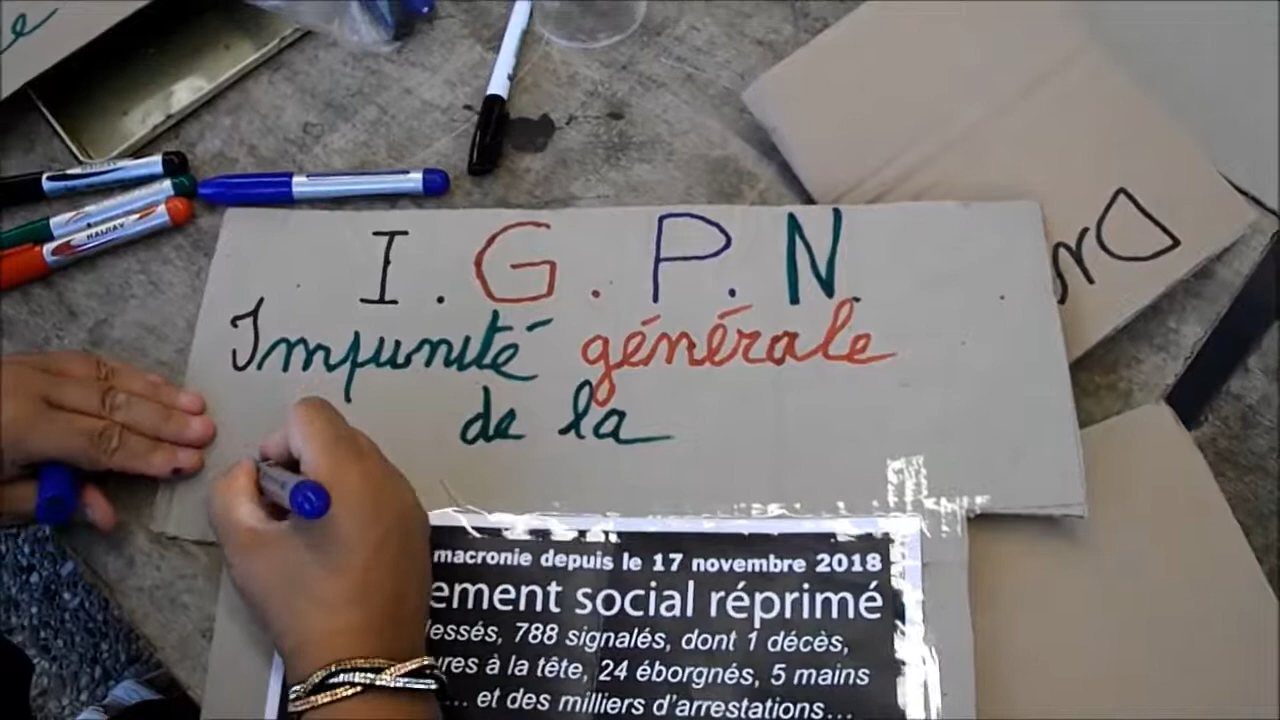 I.G.P.N.
Impunité générale
de la
macronie depuis le 17 novembre 2018
ement social réprimé
lessés, 788 signalés, dont 1 décès,
ures à la tête, 24 éborgnés, 5 mains
... et des milliers d'arrestations...
HAIJIAY